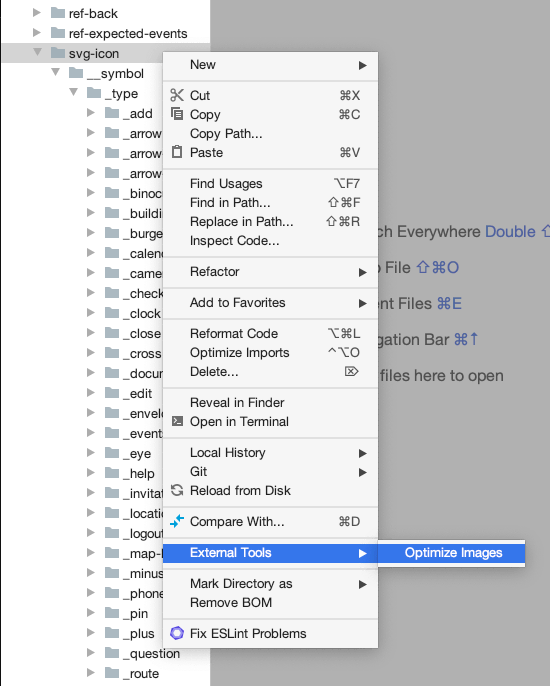 ref-back
ref-expected-events
svg-icon
__symbol
_type
_add
_arrow
_arrow
_arrow
_binoc
_buildin
_burge
_calend
_came
_check
_clock
_close
_cross
_docu
_edit
_envelo
_event
_eye
_help
_invitat
_locatio
_logout
_map-
_minus
_phone
_pin
_plus
_question
_route
New
Cut ⌘X
Copy ⌘C
Copy Path...
Paste ⌘V
Find Usages ⌥F7
Find in Path... ⇧⌘F
Replace in Path... ⇧⌘R
Inspect Code...
Refactor
Add to Favorites
Reformat Code ⌥⌘L
Optimize Imports ^⌥O
Delete... ⌦
Reveal in Finder
Open in Terminal
Local History
Git
Reload from Disk
Compare With... ⌘D
External Tools
Mark Directory as
Remove BOM
Fix ESLint Problems
Optimize Images
ch Everywhere Double ⇧
File ⇧⌘O
ent Files ⌘E
gation Bar ⌘↑
files here to open